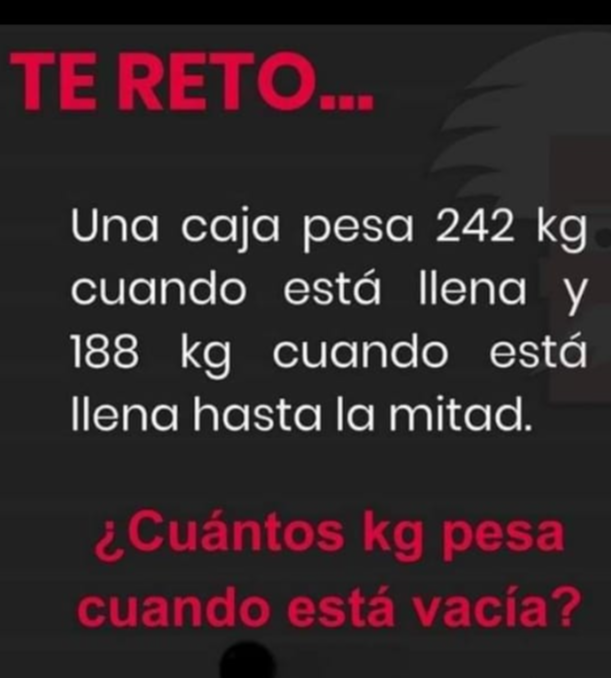 TE RETO...
Una caja pesa 242 kg
cuando está llena y
188 kg cuando está
llena hasta la mitad.
¿Cuántos kg pesa
cuando está vacía?